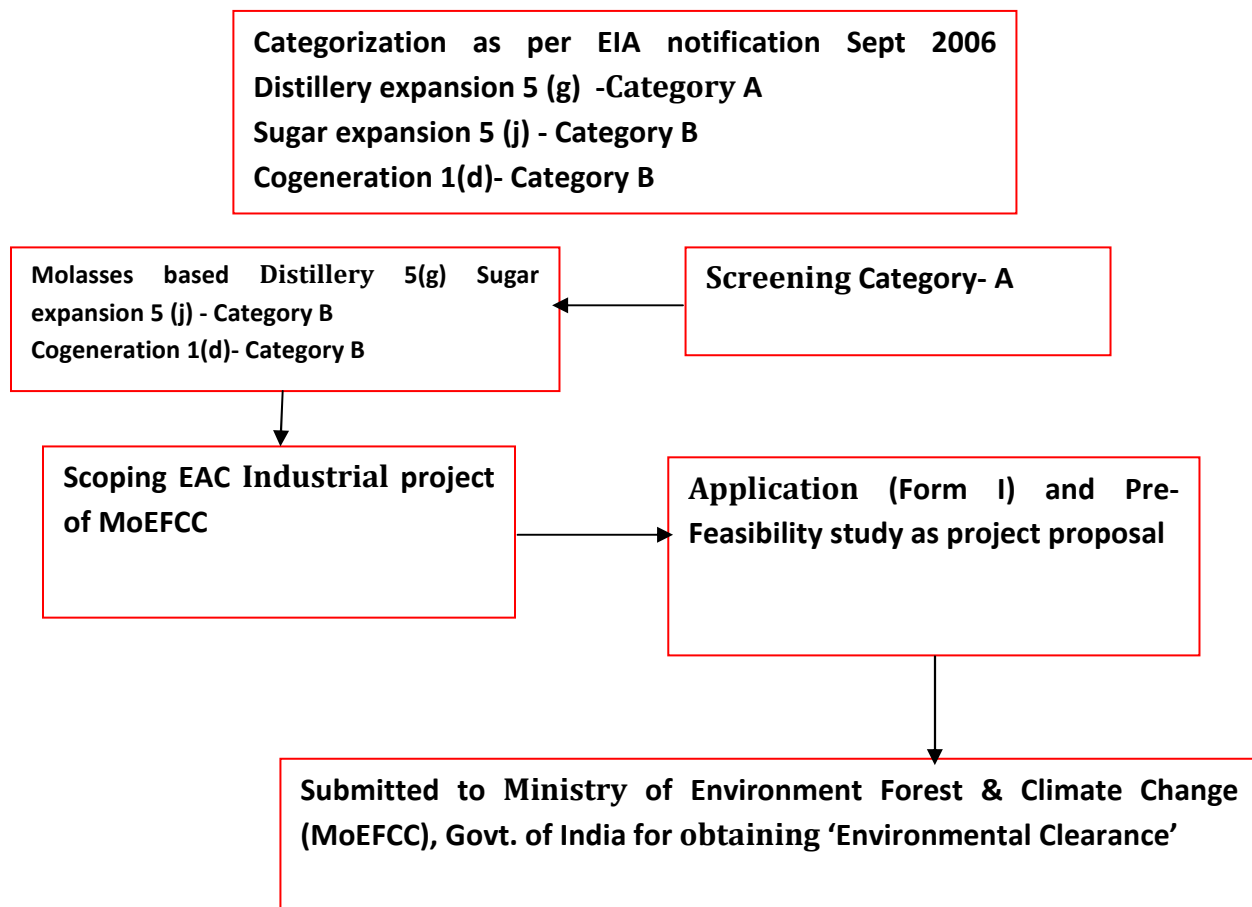 Categorization as per EIA notification Sept 2006
Distillery expansion 5 (g) -Category A
Sugar expansion 5 (j) - Category B
Cogeneration 1(d)- Category B
Screening Category- A
Molasses based Distillery 5(g) Sugar
expansion 5 (j) - Category B
Cogeneration 1(d)- Category B
Scoping EAC Industrial project
of MoEFCC
Application (Form I) and Pre-
Feasibility study as project proposal
Submitted to Ministry of Environment Forest & Climate Change
(MoEFCC), Govt. of India for obtaining ‘Environmental Clearance’